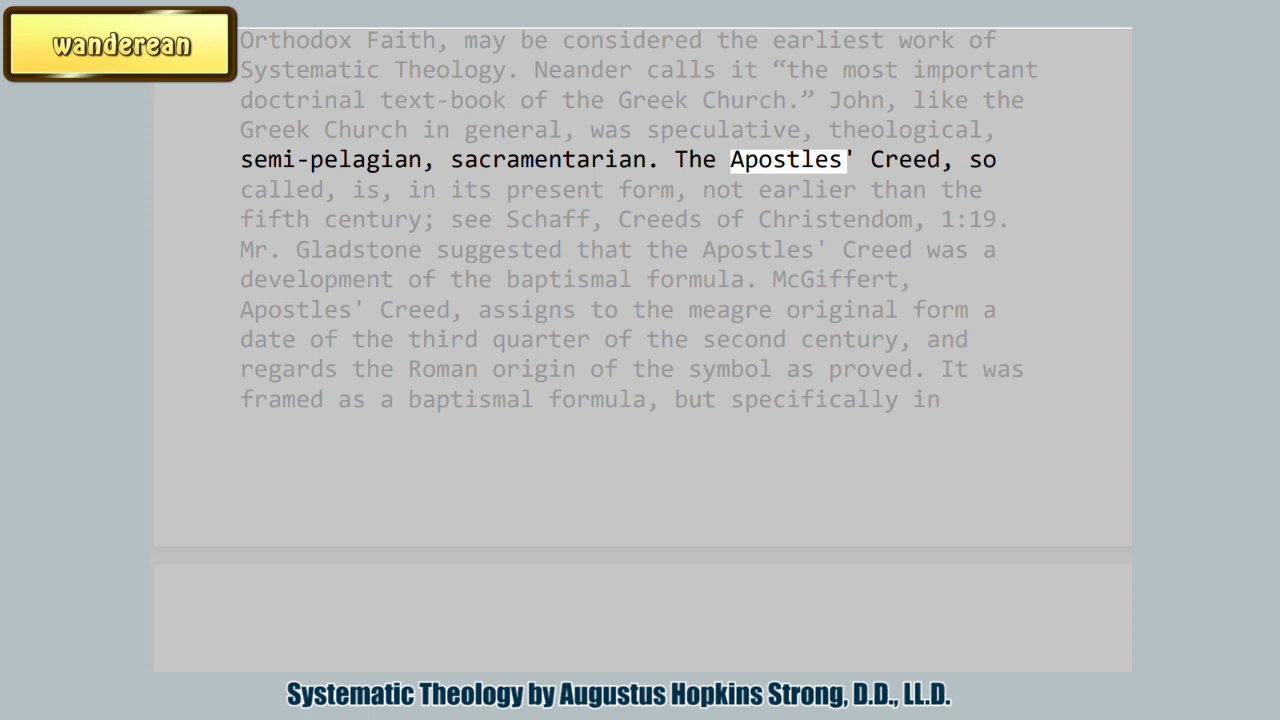 wanderean
Orthodox Faith, may be considered the earliest work of
Systematic Theology. Neander calls it “the most important
doctrinal text-book of the Greek Church.” John, like the
Greek Church in general, was speculative, theological,
semi-pelagian, sacramentarian. The Apostles' Creed, so
called, is, in its present form, not earlier than the
fifth century; see Schaff, Creeds of Christendom, 1:19.
Mr. Gladstone suggested that the Apostles' Creed was a
development of the baptismal formula. McGiffert,
Apostles' Creed, assigns to the meagre original form a
date of the third quarter of the second century, and
regards the Roman origin of the symbol as proved. It was
framed as a baptismal formula, but specifically in
Systematic Theology by Augustus Hopkins Strong, D.D., LL.D.